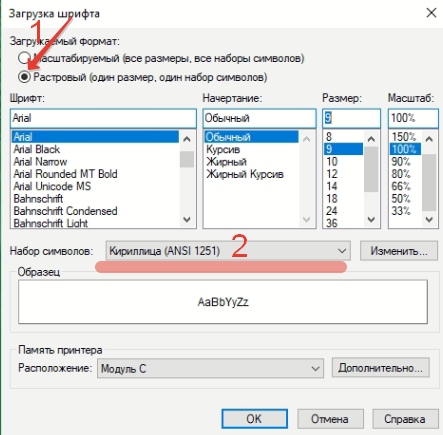 Загрузка шрифта
1
Загружаемый формат:
Масштабируемый (все размеры, все наборы символов)
Растровый (один размер, один набор символов)
Шрифт: Начертание: Размер: Масштаб:
Arial Обычный 9 100%
Arial Обычный 8 150%
Arial Black Курсив 9 100%
Arial Narrow Жирный 10 90%
Arial Rounded MT Bold Жирный Курсив 12 80%
Arial Unicode MS 14 66%
Bahnschrift 18 50%
Bahnschrift Condensed 24 33%
Bahnschrift Light 36
Набор символов: Кириллица (ANSI 1251) 2 Изменить...
Образец
AaBbYyZz
Память принтера
Расположение: Модуль C Дополнительно...
OK Отмена Справка